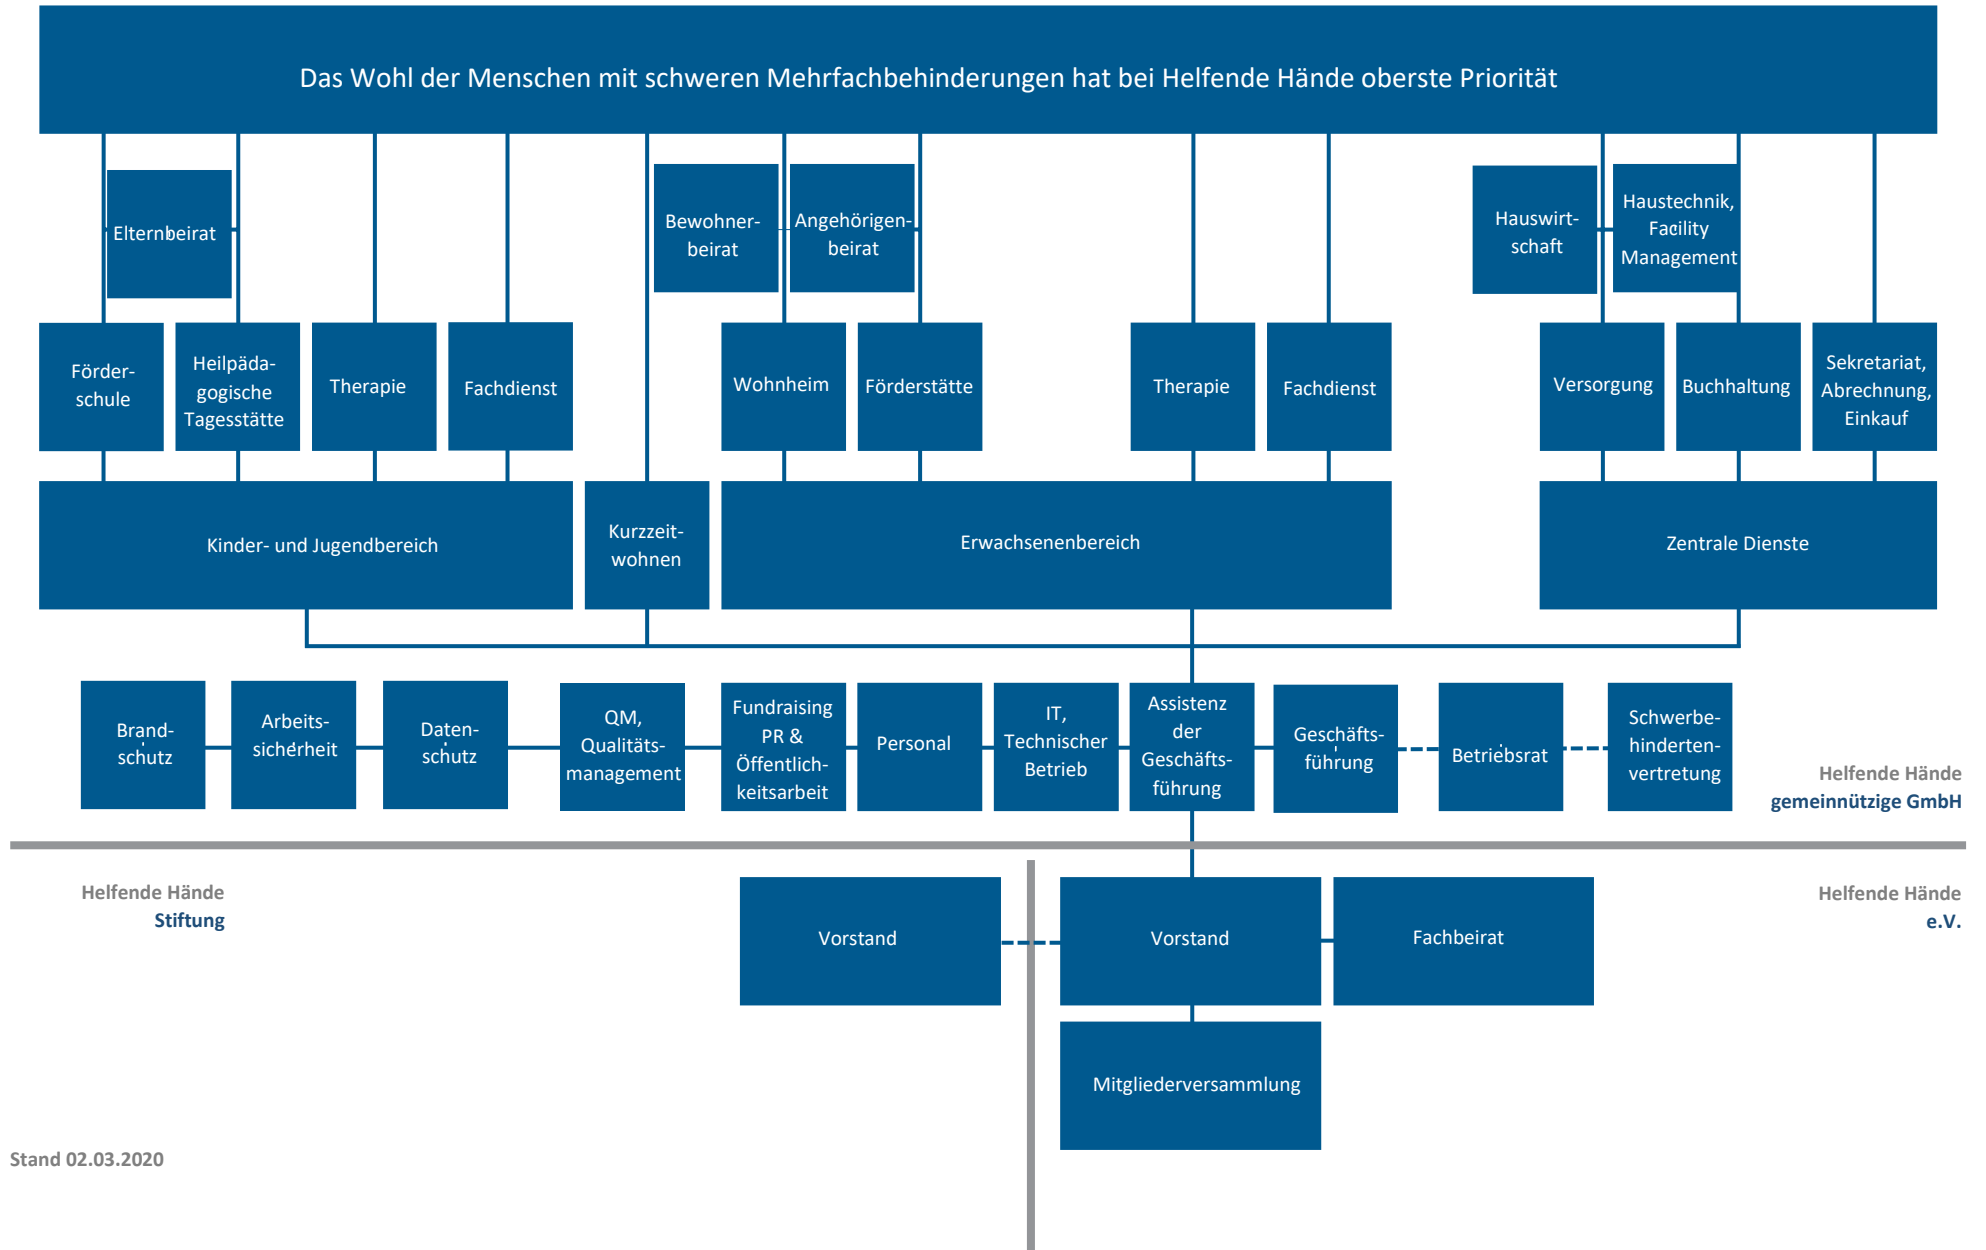 Das Wohl der Menschen mit schweren Mehrfachbehinderungen hat bei Helfende Hände oberste Priorität
Elternbeirat
Bewohner-
beirat
Angehörigen-
beirat
Hauswirt-
schaft
Haustechnik,
Facility
Management
Förder-
schule
Heilpäda-
gogische
Tagesstätte
Therapie
Fachdienst
Wohnheim
Förderstätte
Therapie
Fachdienst
Versorgung
Buchhaltung
Sekretariat,
Abrechnung,
Einkauf
Kinder- und Jugendbereich
Kurzzeit-
wohnen
Erwachsenenbereich
Zentrale Dienste
Brand-
schutz
Arbeits-
sicherheit
Daten-
schutz
QM,
Qualitäts-
management
Fundraising
PR &
Öffentlich-
keitsarbeit
Personal
IT,
Technischer
Betrieb
Assistenz
der
Geschäfts-
führung
Geschäfts-
führung
Betriebsrat
Schwerbe-
hinderten-
vertretung
Helfende Hände
gemeinnützige GmbH
Helfende Hände
Stiftung
Vorstand
Vorstand
Fachbeirat
Helfende Hände
e.V.
Mitgliederversammlung
Stand 02.03.2020